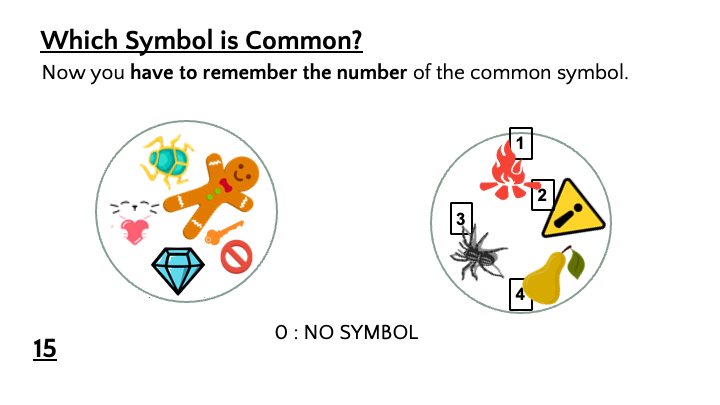 Which Symbol is Common?
Now you have to remember the number of the common symbol.
1
2
3
4
0 : NO SYMBOL
15